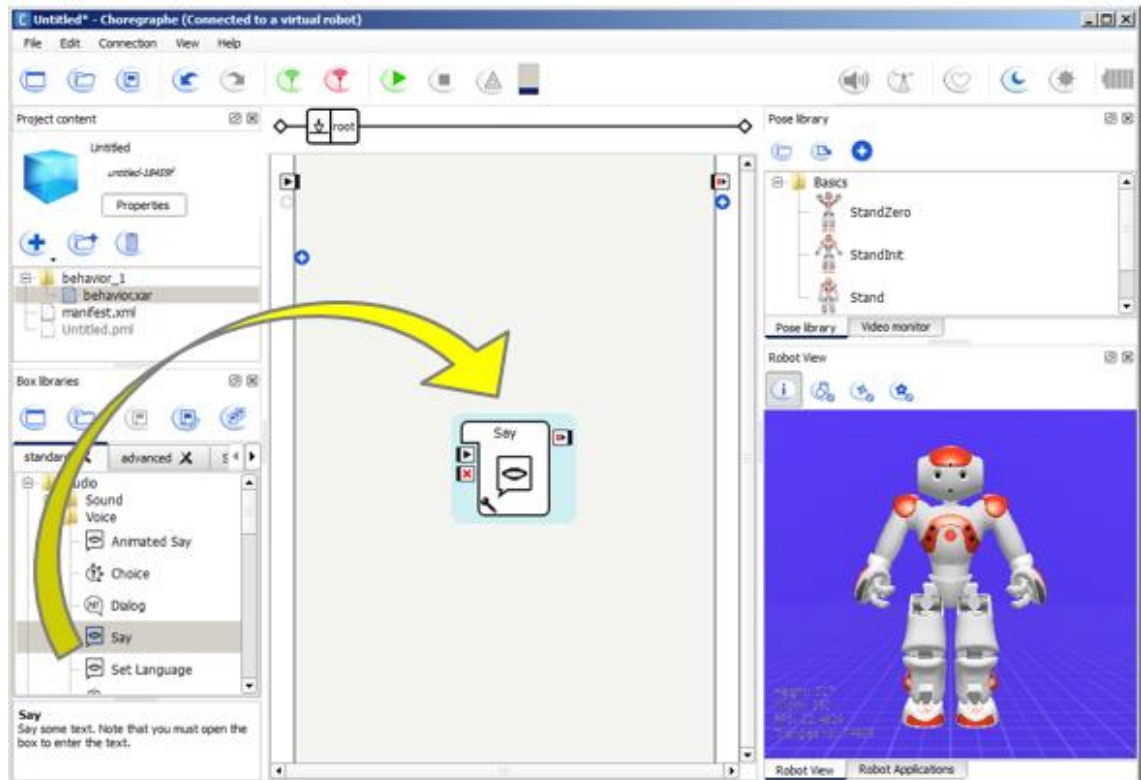 Untitled* - Choregraphe (Connected to a virtual robot)
File Edit Connection View Help
Project content
Untitled
Properties
behavior_1
behavior.xar
manifest.xml
Untitled.pml
Box libraries
advanced
Sound
Voice
Animated Say
Choice
Dialog
Say
Set Language
Say
Say some text. Note that you must open the
box to enter the text.
root
Say
Pose library
Basics
StandZero
StandInit
Stand
Pose library Video monitor
Robot View
Robot View Robot Applications